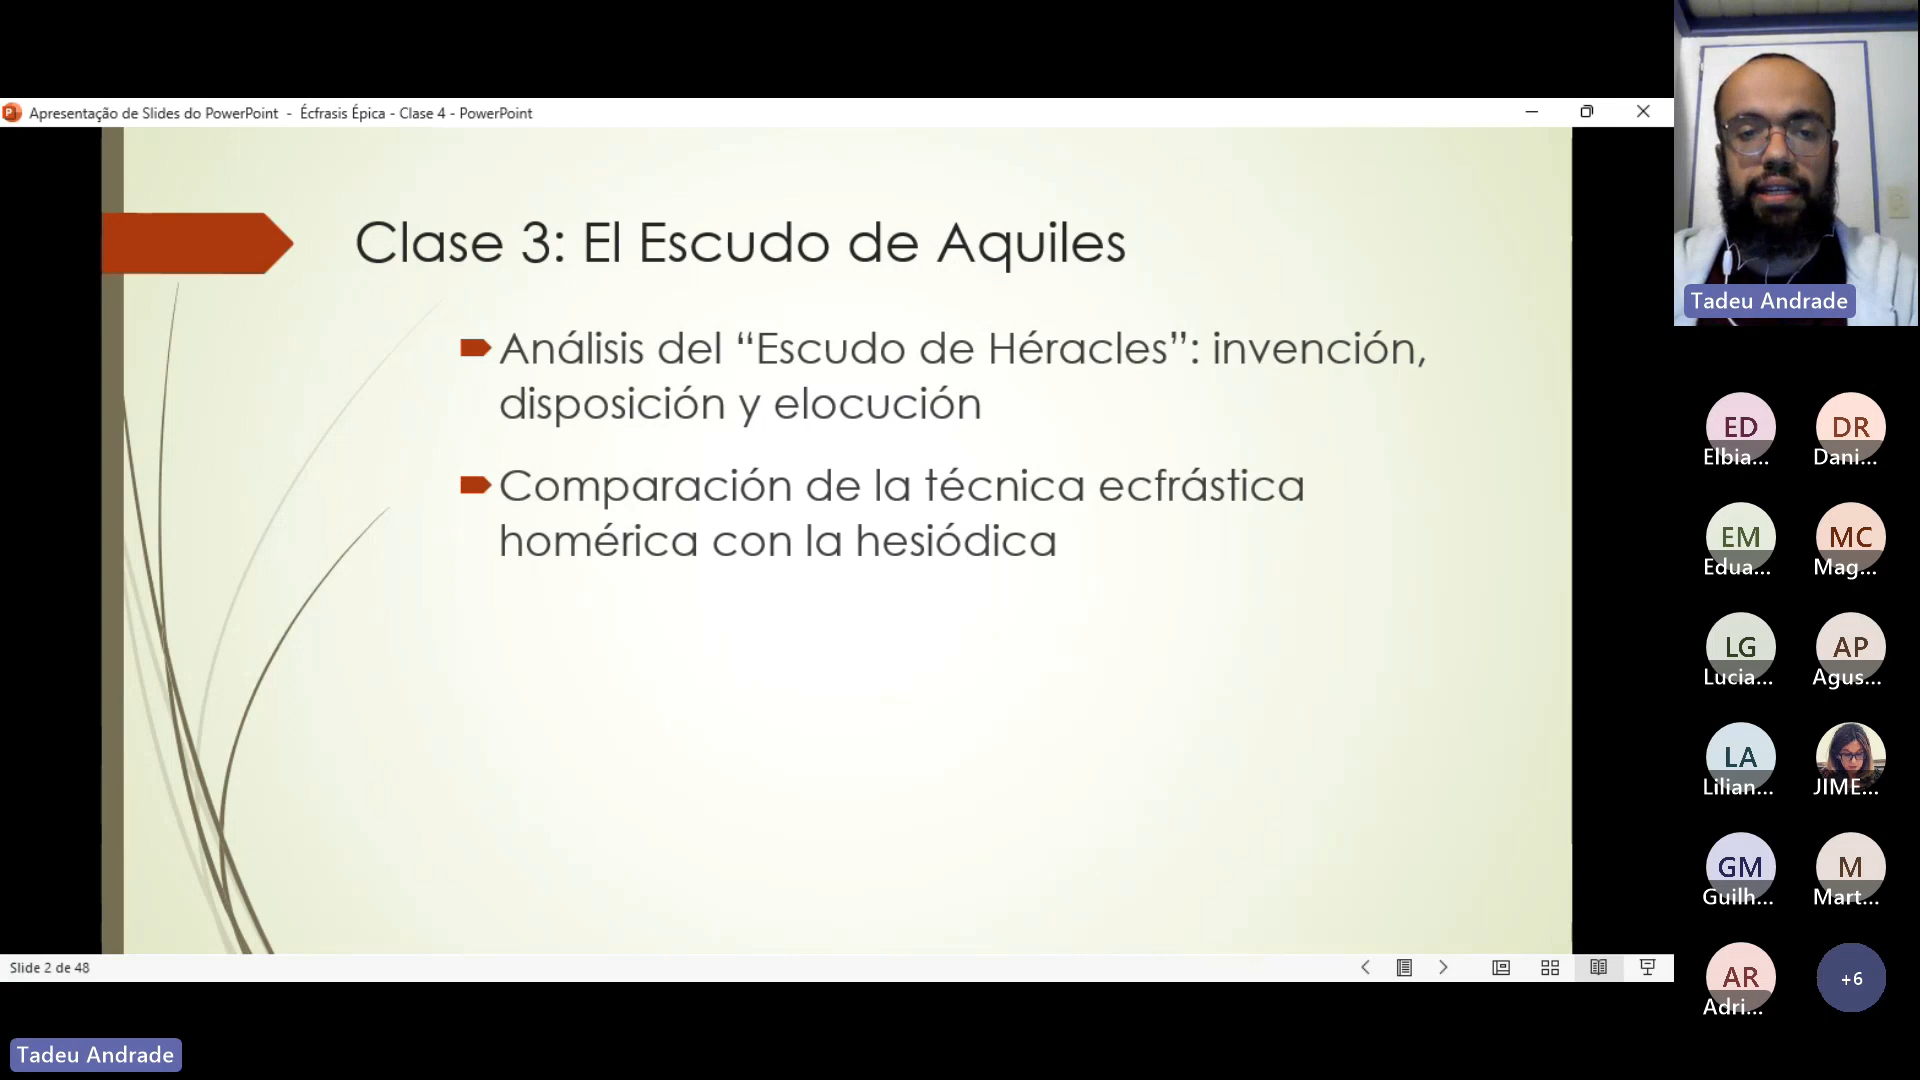 Apresentação de Slides do PowerPoint - Écfrasis Épica - Clase 4 - PowerPoint
Clase 3: El Escudo de Aquiles
Análisis del “Escudo de Héracles”: invención,
disposición y elocución
Comparación de la técnica ecfrástica
homérica con la hesiódica
Slide 2 de 48
Tadeu Andrade
Tadeu Andrade
ED
Elbia...
DR
Dani...
EM
Edua...
MC
Mag...
LG
Lucia...
AP
Agus...
LA
Lilian...
JIME...
GM
Guilh...
M
Mart...
AR
Adri...
+6